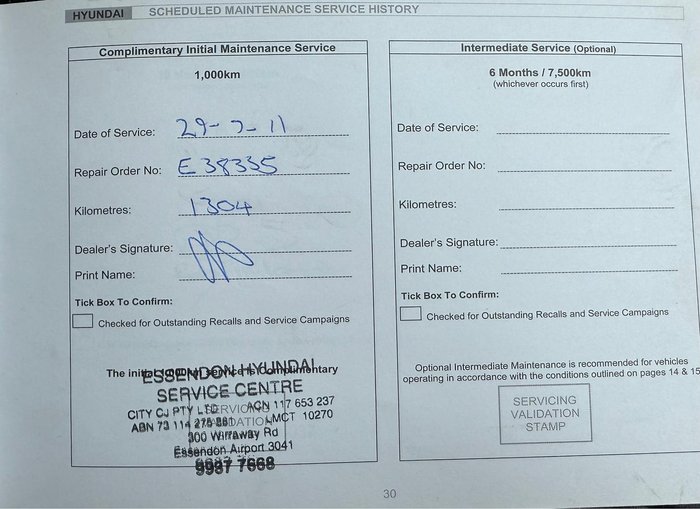 HYUNDAI SCHEDULED MAINTENANCE SERVICE HISTORY
Complimentary Initial Maintenance Service
1,000km
Date of Service: 29-7-11
Repair Order No: E38335
Kilometres: 1304
Dealer's Signature:
Print Name:
Tick Box To Confirm:
Checked for Outstanding Recalls and Service Campaigns
The initial service is complimentary
ESSENDON HYUNDAI
SERVICE CENTRE
CITY CJ PTY LTD ACN 117 653 237
ABN 73 114 LMCT 10270
300 Wirraway Rd
Essendon Airport 3041
9937 7668
Intermediate Service (Optional)
6 Months / 7,500km
(whichever occurs first)
Date of Service:
Repair Order No:
Kilometres:
Dealer's Signature:
Print Name:
Tick Box To Confirm:
Checked for Outstanding Recalls and Service Campaigns
Optional Intermediate Maintenance is recommended for vehicles
operating in accordance with the conditions outlined on pages 14 & 15
SERVICING
VALIDATION
STAMP
30